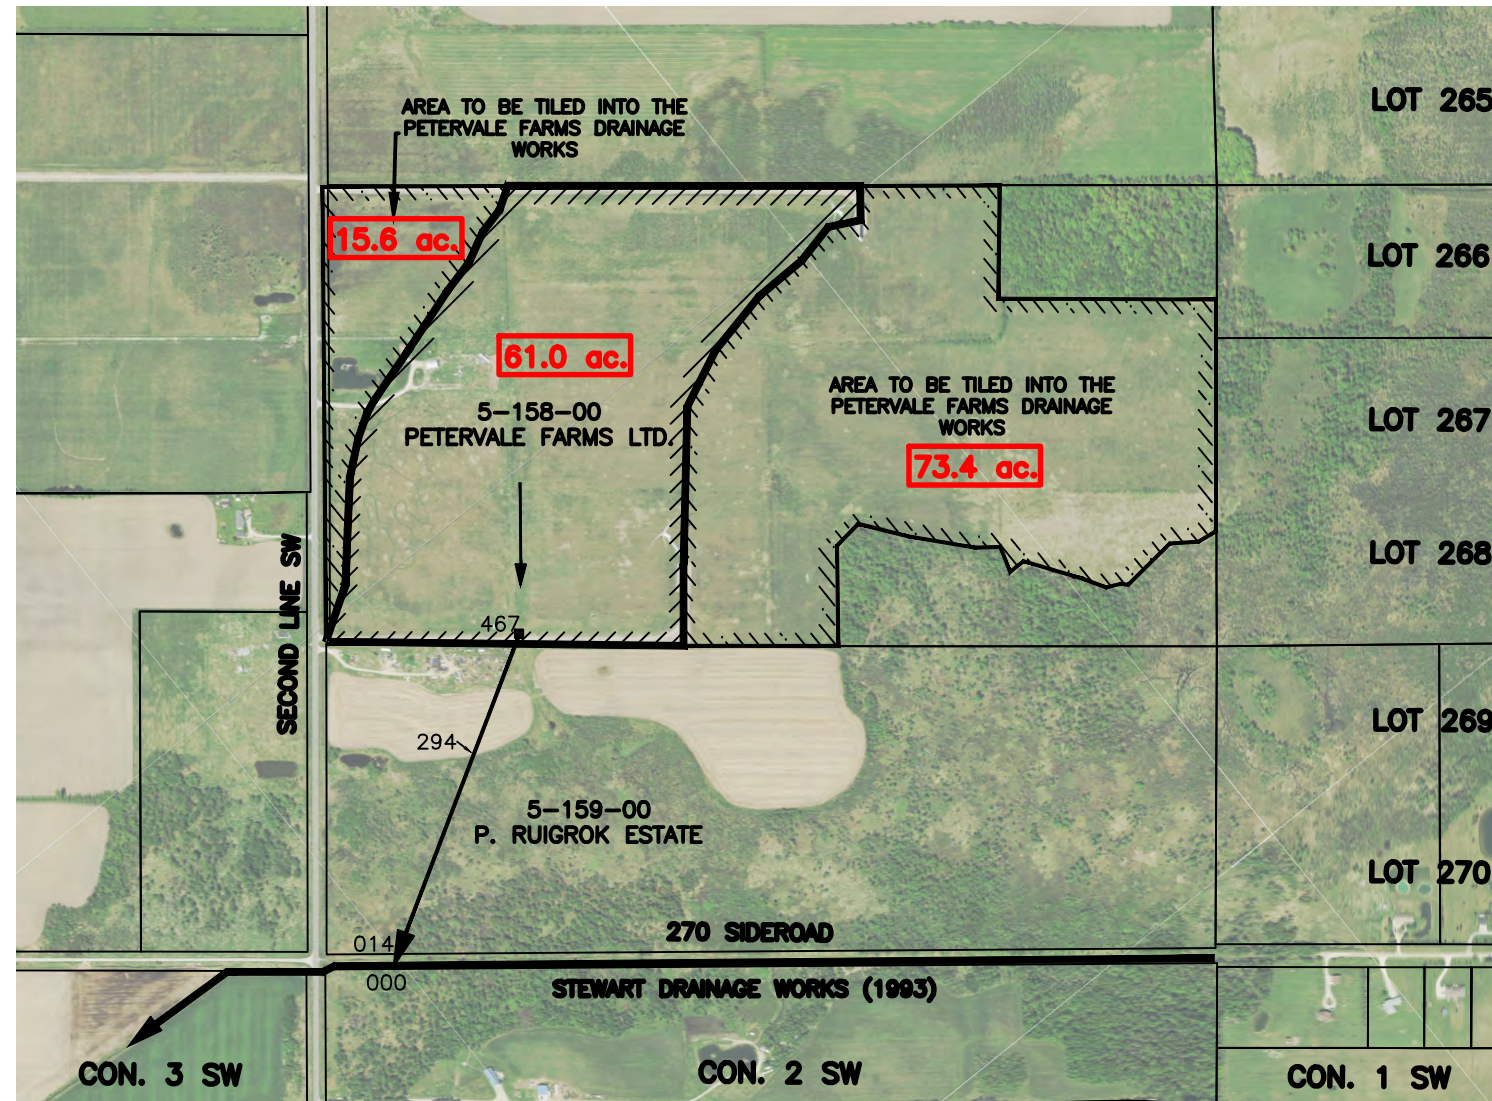 LOT 265
AREA TO BE TILED INTO THE
PETERVALE FARMS DRAINAGE
WORKS
15.6 ac.
LOT 266
61.0 ac.
5-158-00
PETERVALE FARMS LTD.
AREA TO BE TILED INTO THE
PETERVALE FARMS DRAINAGE
WORKS
73.4 ac.
LOT 267
LOT 268
SECOND LINE SW
467
294
LOT 269
5-159-00
P. RUIGROK ESTATE
LOT 270
270 SIDEROAD
014
000
STEWART DRAINAGE WORKS (1993)
CON. 3 SW
CON. 2 SW
CON. 1 SW